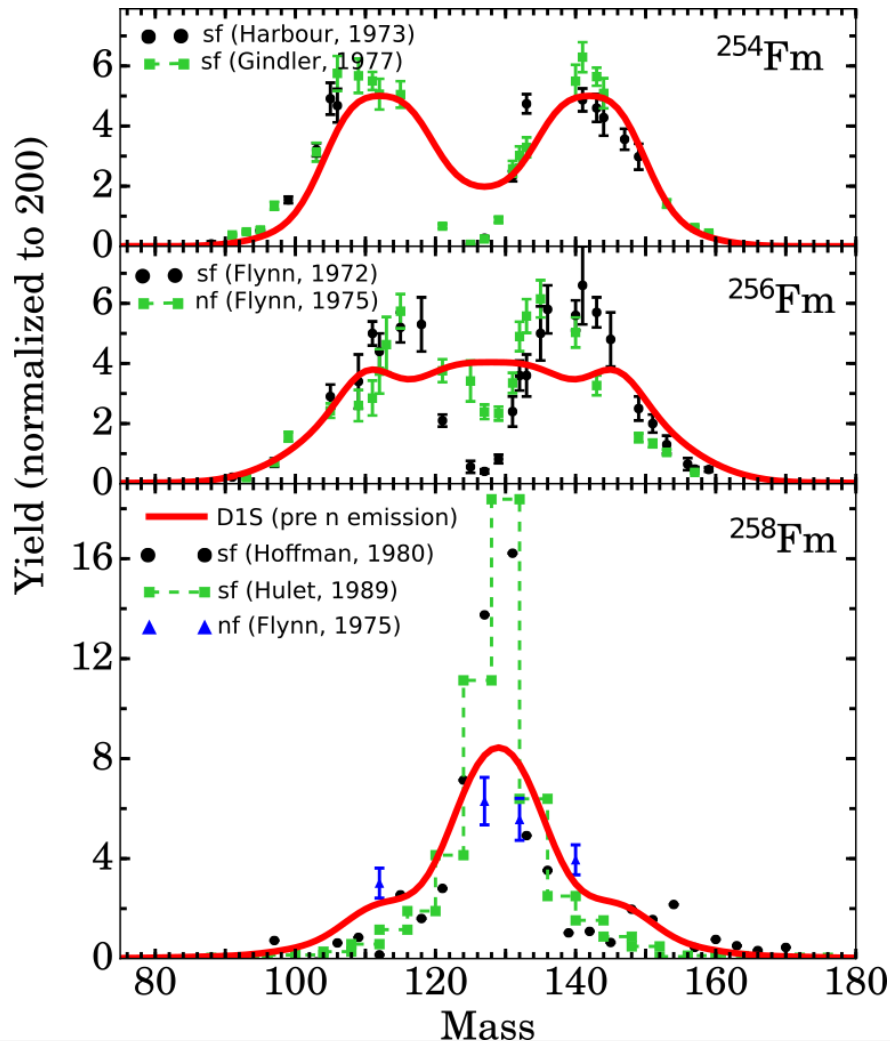 sf (Harbour, 1973)
sf (Gindler, 1977)
²⁵⁴Fm
6
4
2
0
sf (Flynn, 1972)
nf (Flynn, 1975)
²⁵⁶Fm
6
4
2
0
D1S (pre n emission)
sf (Hoffman, 1980)
sf (Hulet, 1989)
nf (Flynn, 1975)
²⁵⁸Fm
16
12
8
4
0
Yield (normalized to 200)
80 100 120 140 160 180
Mass